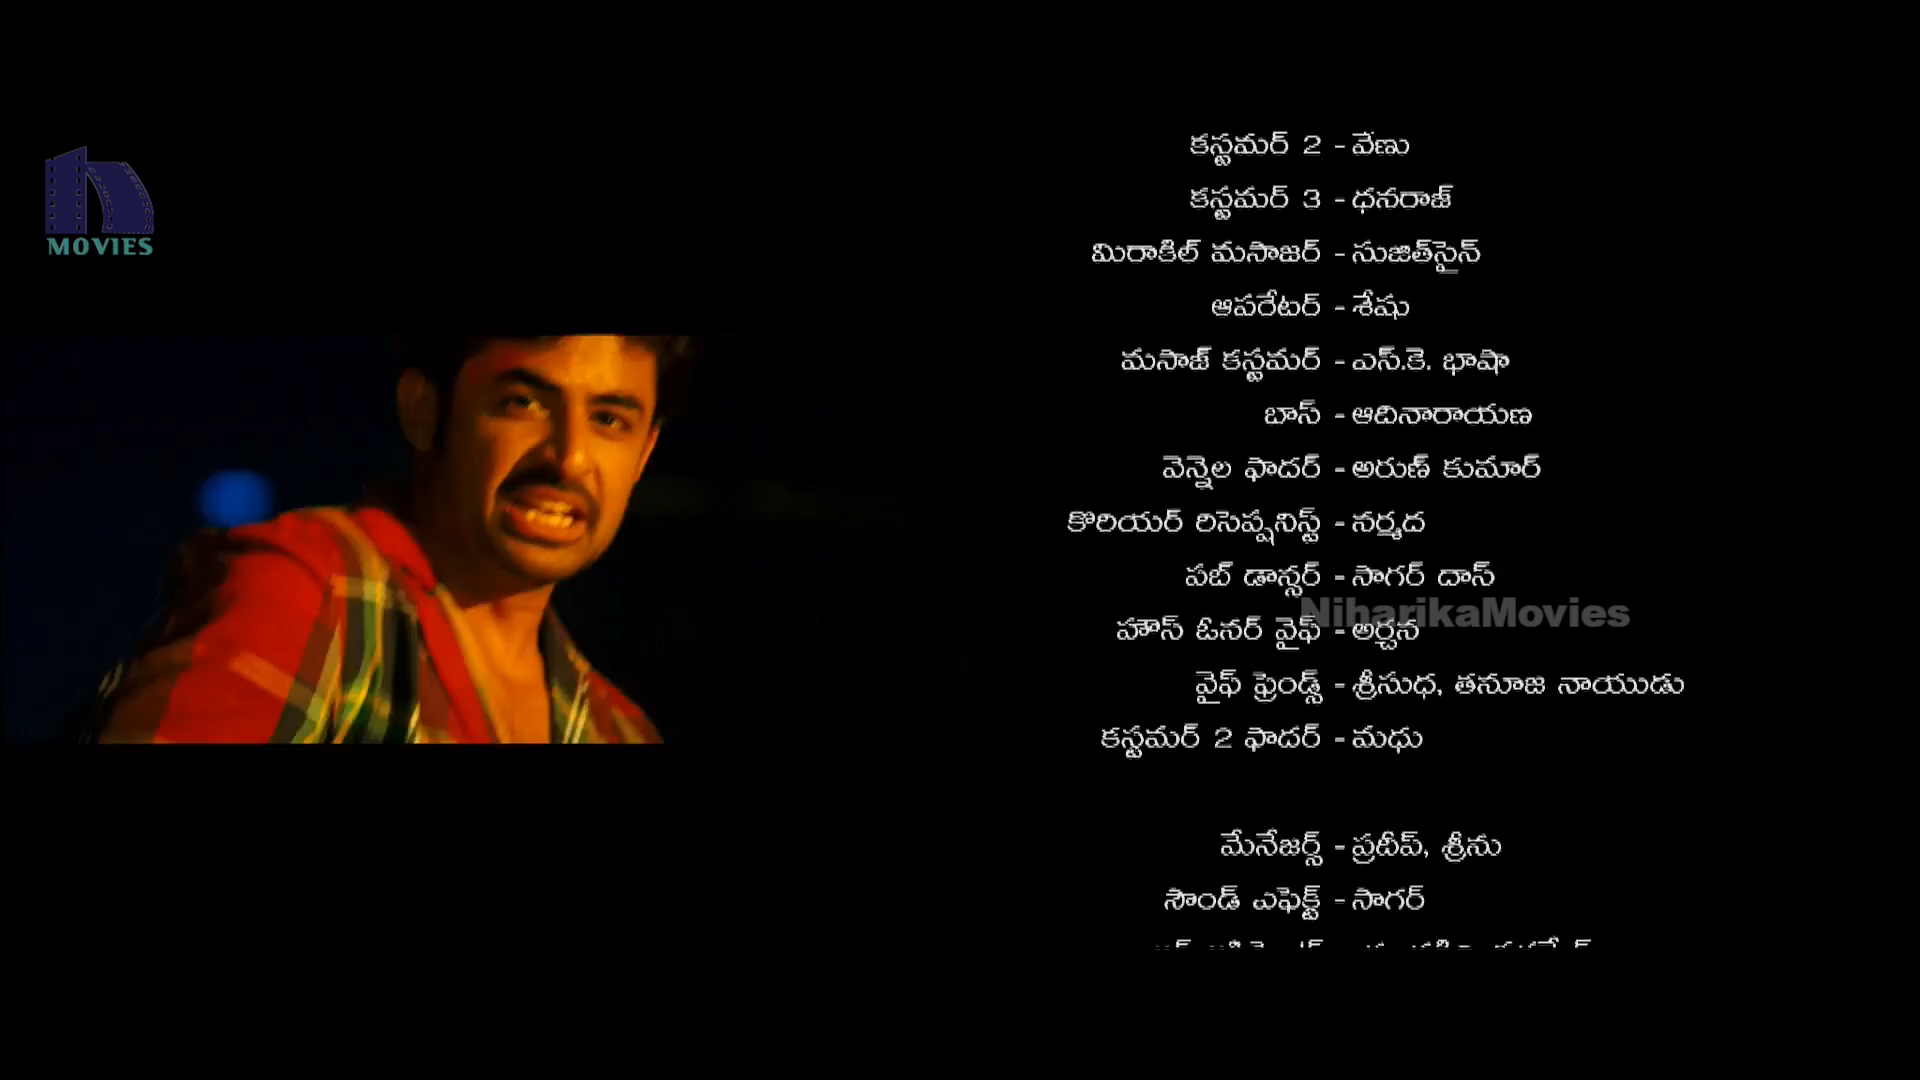 MOVIES
కస్టమర్ 2 - వేణు
కస్టమర్ 3 - ధనరాజ్
మిరాకిల్ మసాజర్ - సుజిత్‌సైన్
ఆపరేటర్ - శేషు
మసాజ్ కస్టమర్ - ఎస్.కె. భాషా
బాస్ - ఆదినారాయణ
వెన్నెల ఫాదర్ - అరుణ్ కుమార్
కొరియర్ రిసెప్షనిస్ట్ - నర్మద
పబ్ డాన్సర్ - సాగర్ దాస్
NiharikaMovies
హౌస్ ఓనర్ వైఫ్ - అర్చన
వైఫ్ ఫ్రెండ్స్ - శ్రీసుధ, తనూజ నాయుడు
కస్టమర్ 2 ఫాదర్ - మధు
మేనేజర్స్ - ప్రదీప్, శ్రీను
సౌండ్ ఎఫెక్ట్ - సాగర్